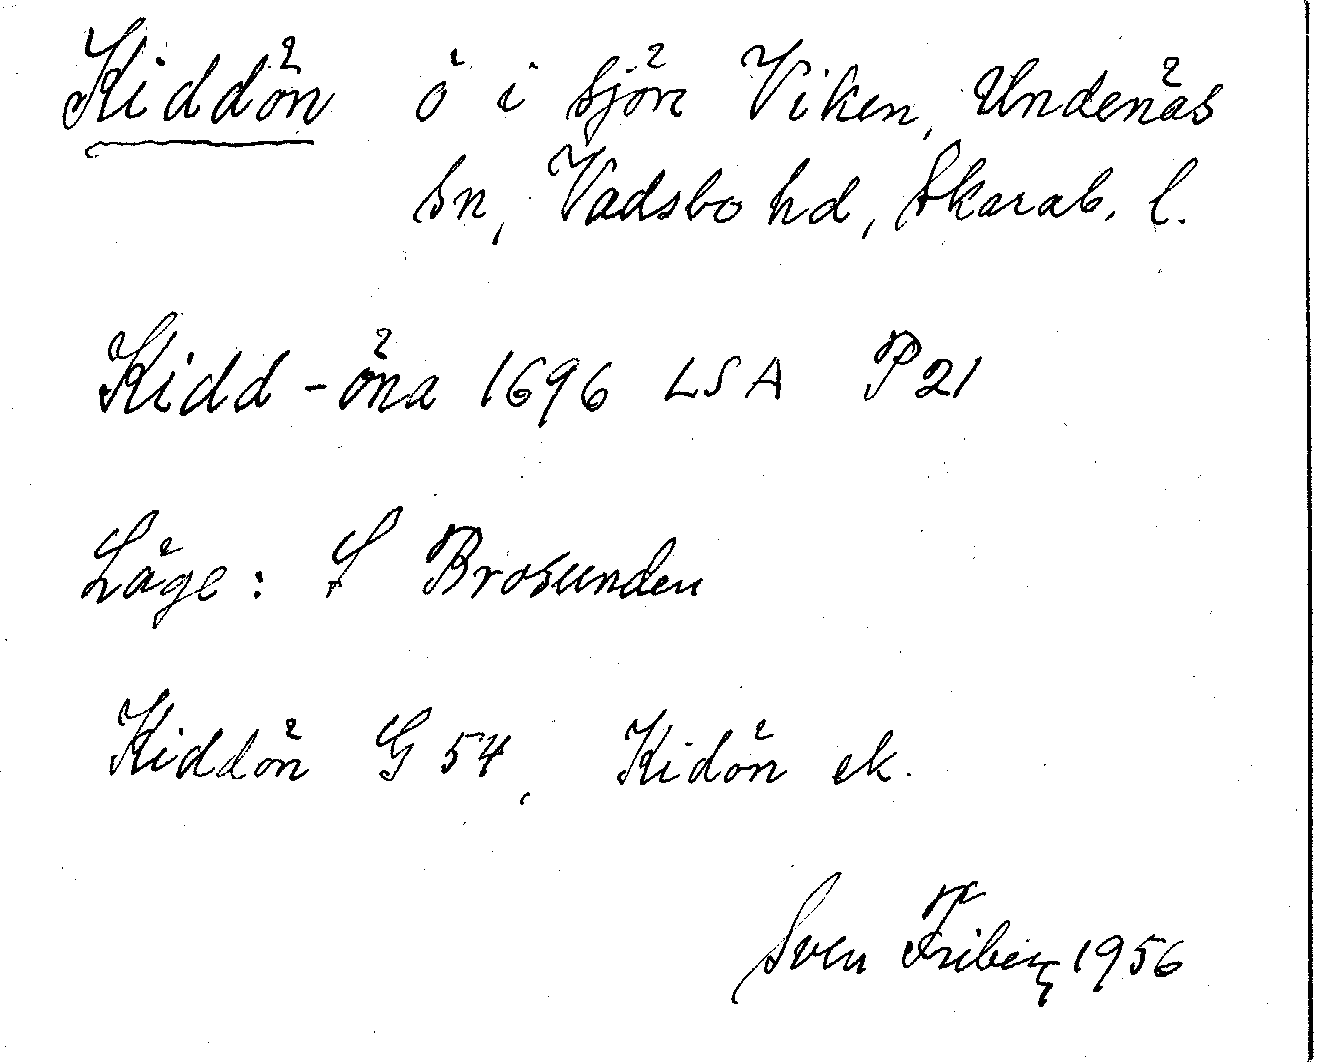 Kiddön ö i sjön Viken, Undenäs
sn, Vadsbo hd, Skarab. l.
Kidd-öna 1696 LSA P21
Läge: S Brosunden
Kiddön G 54, Kidön ek.
Sven Friberg 1956